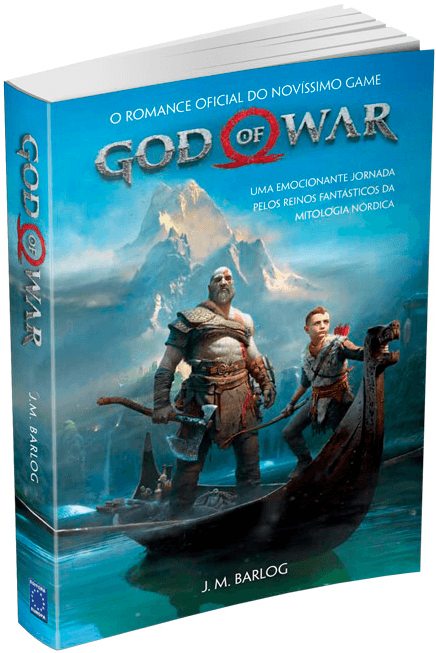 O ROMANCE OFICIAL DO NOVÍSSIMO GAME
GOD OF WAR
UMA EMOCIONANTE JORNADA
PELOS REINOS FANTÁSTICOS DA
MITOLOGIA NÓRDICA
J. M. BARLOG
GOD OF WAR
J. M. BARLOG